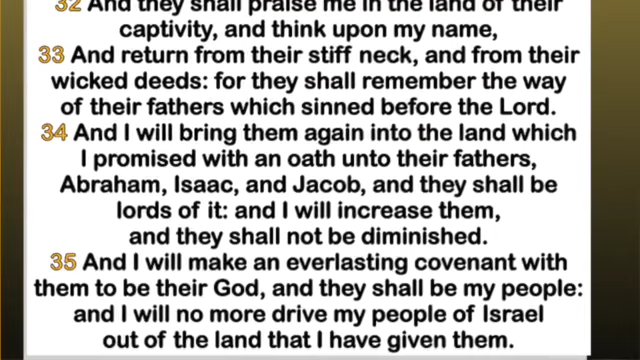 32 And they shall praise me in the land of their
captivity, and think upon my name,
33 And return from their stiff neck, and from their
wicked deeds: for they shall remember the way
of their fathers which sinned before the Lord.
34 And I will bring them again into the land which
I promised with an oath unto their fathers,
Abraham, Isaac, and Jacob, and they shall be
lords of it: and I will increase them,
and they shall not be diminished.
35 And I will make an everlasting covenant with
them to be their God, and they shall be my people:
and I will no more drive my people of Israel
out of the land that I have given them.